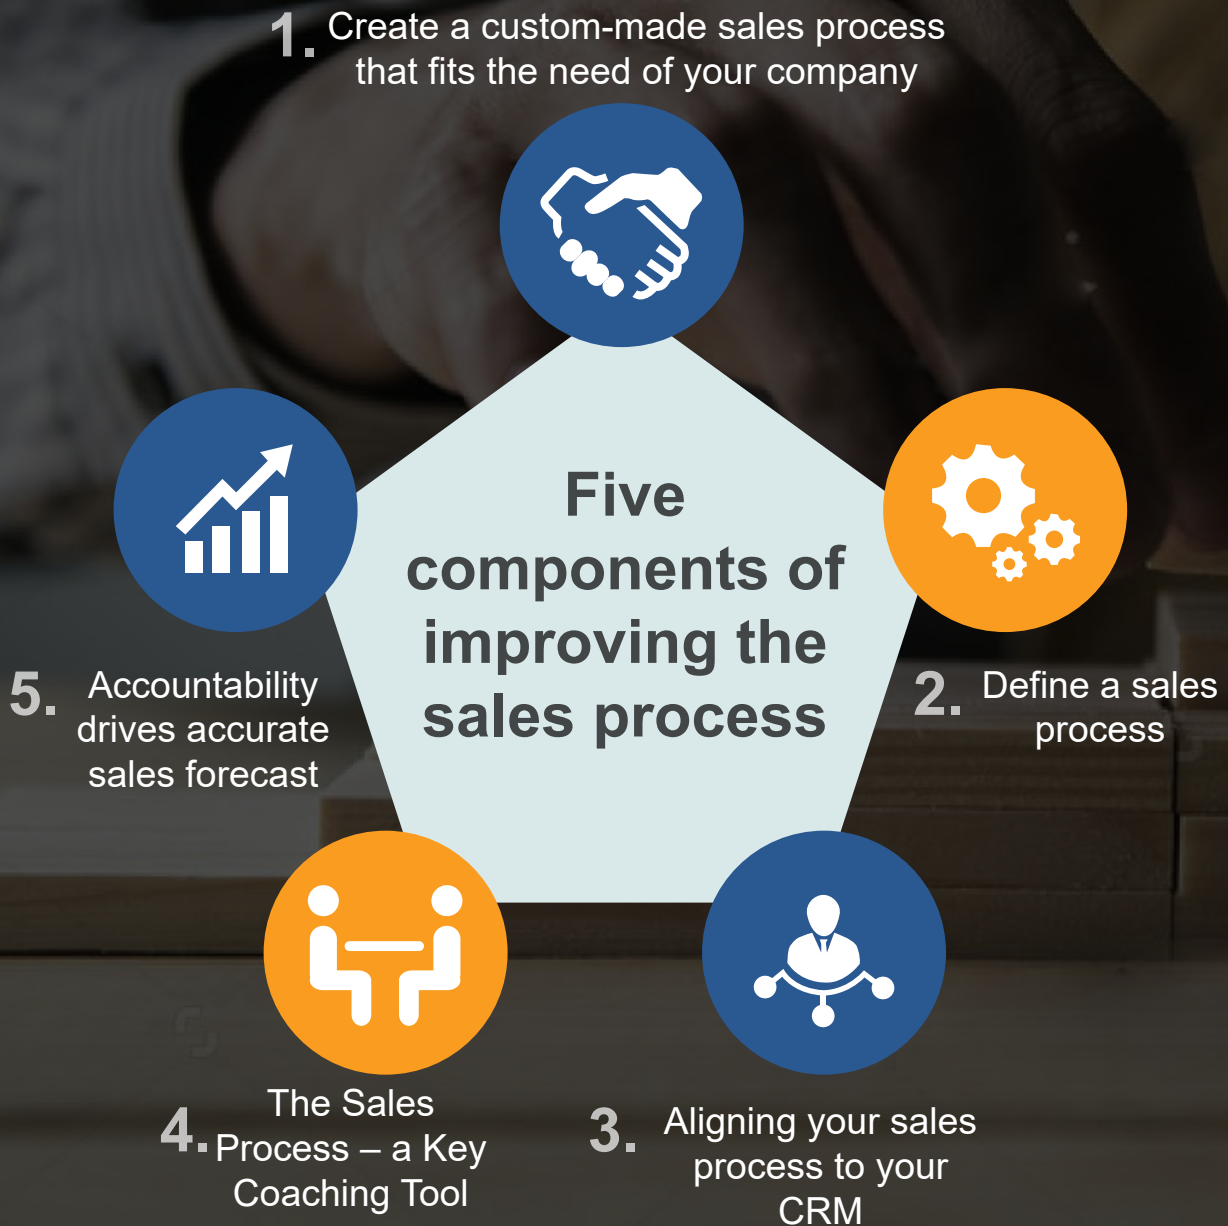 1.
Create a custom-made sales process
that fits the need of your company
Five
components of
improving the
sales process
2.
Define a sales
process
3.
Aligning your sales
process to your
CRM
4.
The Sales
Process – a Key
Coaching Tool
5.
Accountability
drives accurate
sales forecast